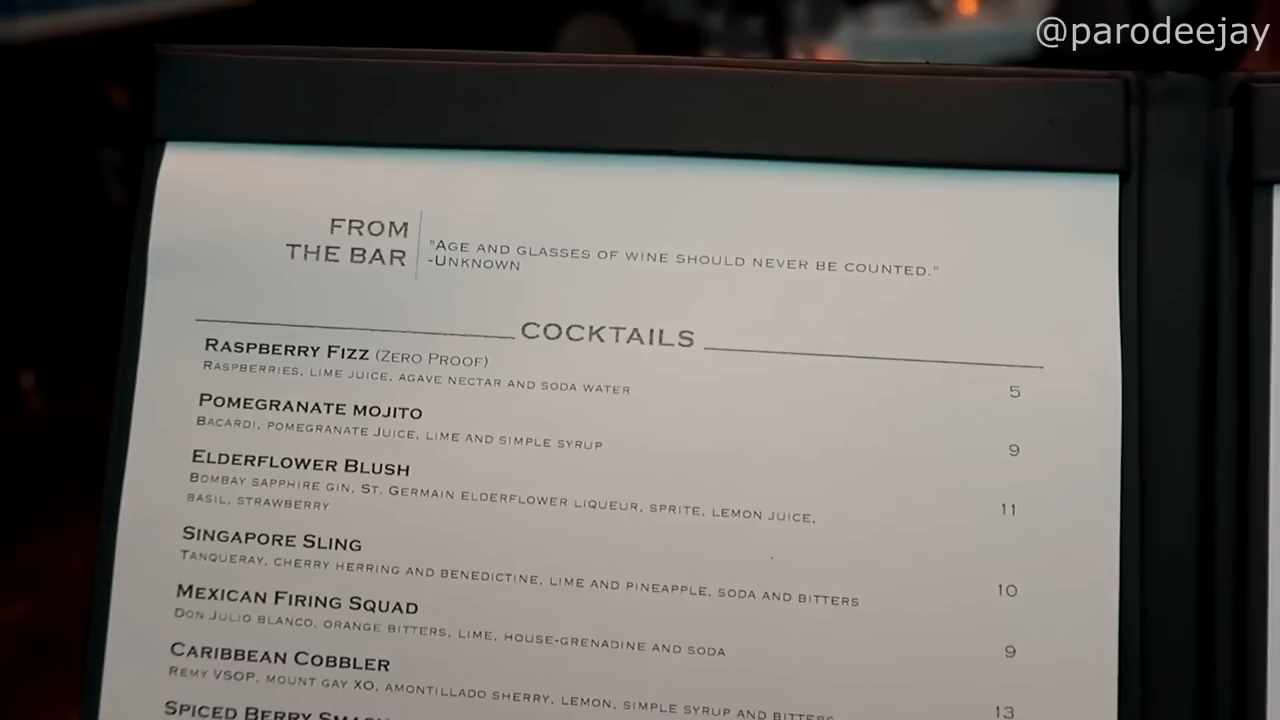 @parodeejay
FROM
THE BAR
"AGE AND GLASSES OF WINE SHOULD NEVER BE COUNTED."
-UNKNOWN
COCKTAILS
RASPBERRY FIZZ (ZERO PROOF)
RASPBERRIES, LIME JUICE, AGAVE NECTAR AND SODA WATER
5
POMEGRANATE MOJITO
BACARDI, POMEGRANATE JUICE, LIME AND SIMPLE SYRUP
9
ELDERFLOWER BLUSH
BOMBAY SAPPHIRE GIN, ST. GERMAIN ELDERFLOWER LIQUEUR, SPRITE, LEMON JUICE,
BASIL, STRAWBERRY
11
SINGAPORE SLING
TANQUERAY, CHERRY HERRING AND BENEDICTINE, LIME AND PINEAPPLE, SODA AND BITTERS
10
MEXICAN FIRING SQUAD
DON JULIO BLANCO, ORANGE BITTERS, LIME, HOUSE-GRENADINE AND SODA
9
CARIBBEAN COBBLER
REMY VSOP, MOUNT GAY XO, AMONTILLADO SHERRY, LEMON, SIMPLE SYRUP AND BITTERS
13
SPICED BERRY